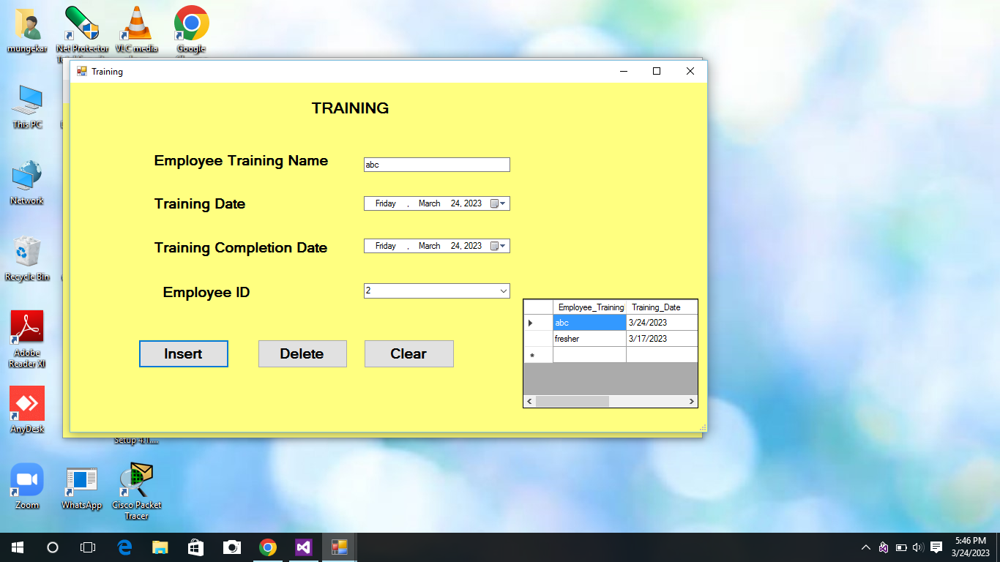 mungekar
Net Protector
VLC media
Google
Training
TRAINING
This PC
Employee Training Name
abc
Network
Training Date
Friday , March 24, 2023
Training Completion Date
Friday , March 24, 2023
Recycle Bin
Employee ID
2
Employee_Training
Training_Date
abc
3/24/2023
fresher
3/17/2023
*
Insert
Delete
Clear
Adobe
Reader XI
AnyDesk
Setup 4.1....
Zoom
WhatsApp
Cisco Packet
Tracer
5:46 PM
3/24/2023